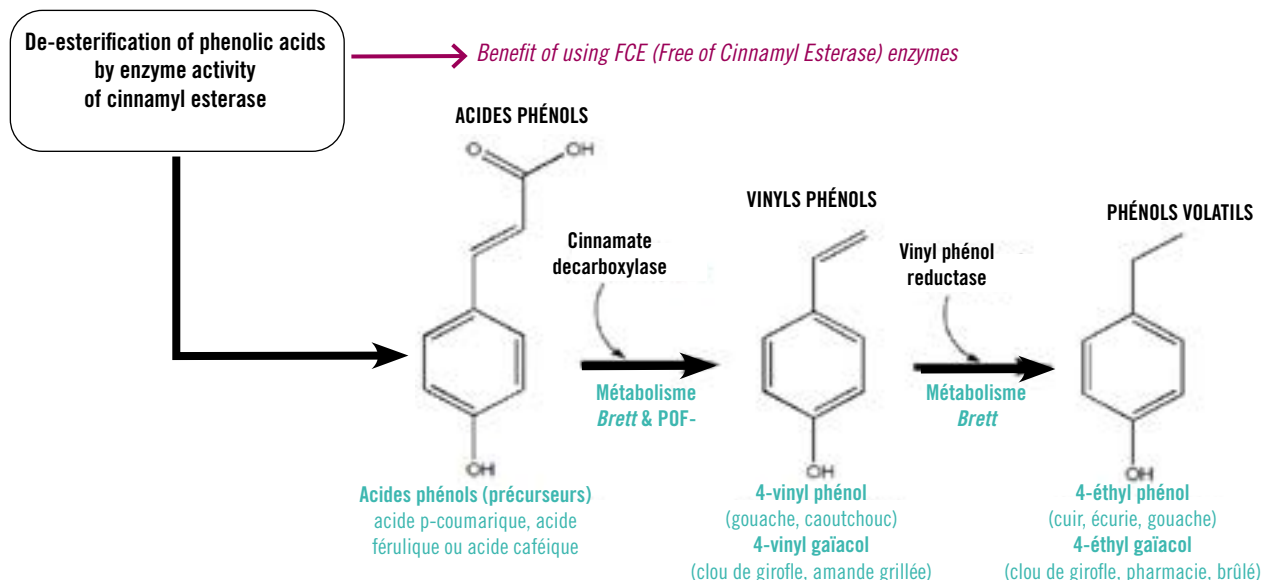 De-esterification of phenolic acids
by enzyme activity
of cinnamyl esterase
Benefit of using FCE (Free of Cinnamyl Esterase) enzymes
ACIDES PHÉNOLS
O
OH
Cinnamate
decarboxylase
Métabolisme
Brett & POF-
OH
Acides phénols (précurseurs)
acide p-coumarique, acide
férulique ou acide caféique
VINYLS PHÉNOLS
Vinyl phénol
reductase
Métabolisme
Brett
OH
4-vinyl phénol
(gouache, caoutchouc)
4-vinyl gaïacol
(clou de girofle, amande grillée)
PHÉNOLS VOLATILS
OH
4-éthyl phénol
(cuir, écurie, gouache)
4-éthyl gaïacol
(clou de girofle, pharmacie, brûlé)